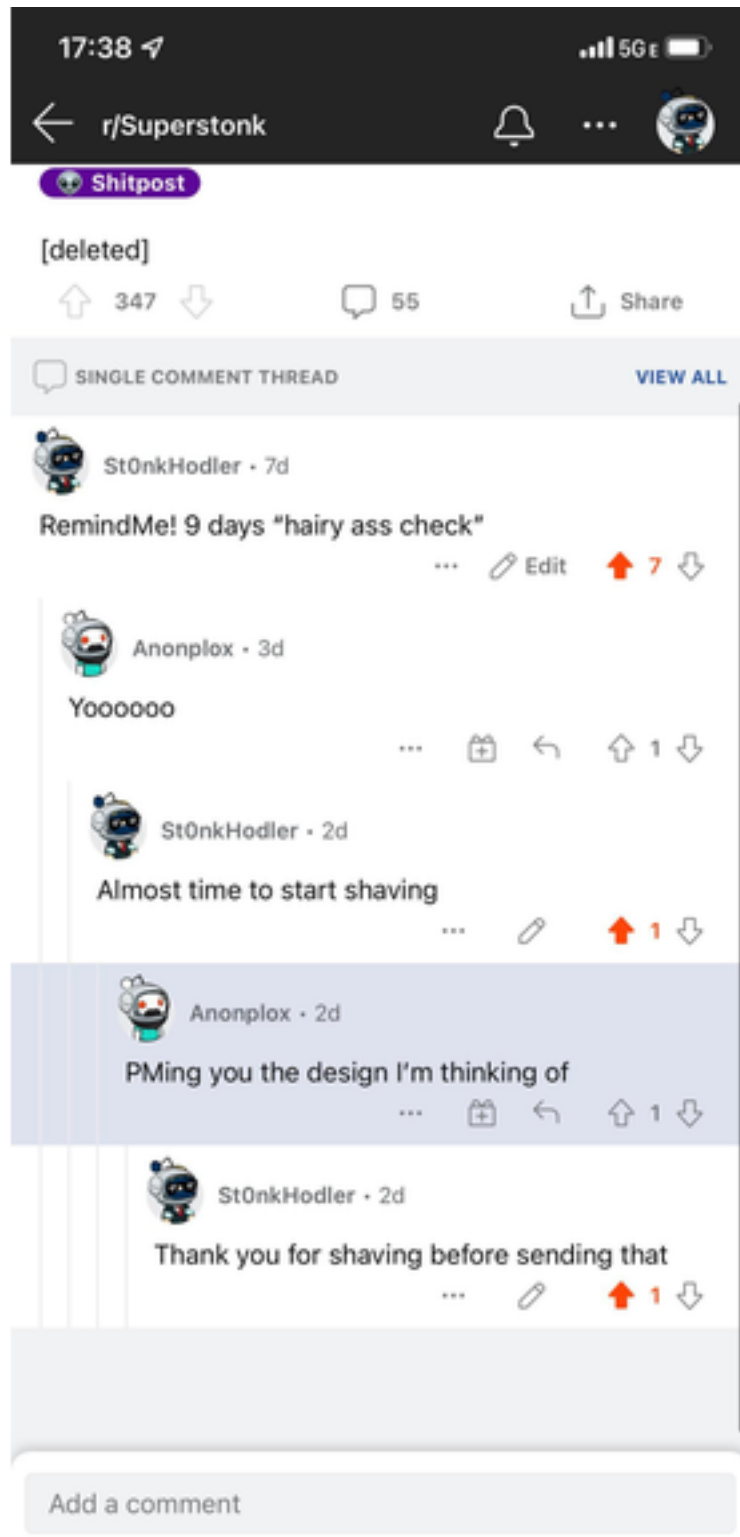 17:38 5G E
r/Superstonk
Shitpost
[deleted]
347 55 Share
SINGLE COMMENT THREAD VIEW ALL
St0nkHodler • 7d
RemindMe! 9 days “hairy ass check”
Edit 7
Anonplox • 3d
Yoooooo
1
St0nkHodler • 2d
Almost time to start shaving
1
Anonplox • 2d
PMing you the design I’m thinking of
1
St0nkHodler • 2d
Thank you for shaving before sending that
1
Add a comment